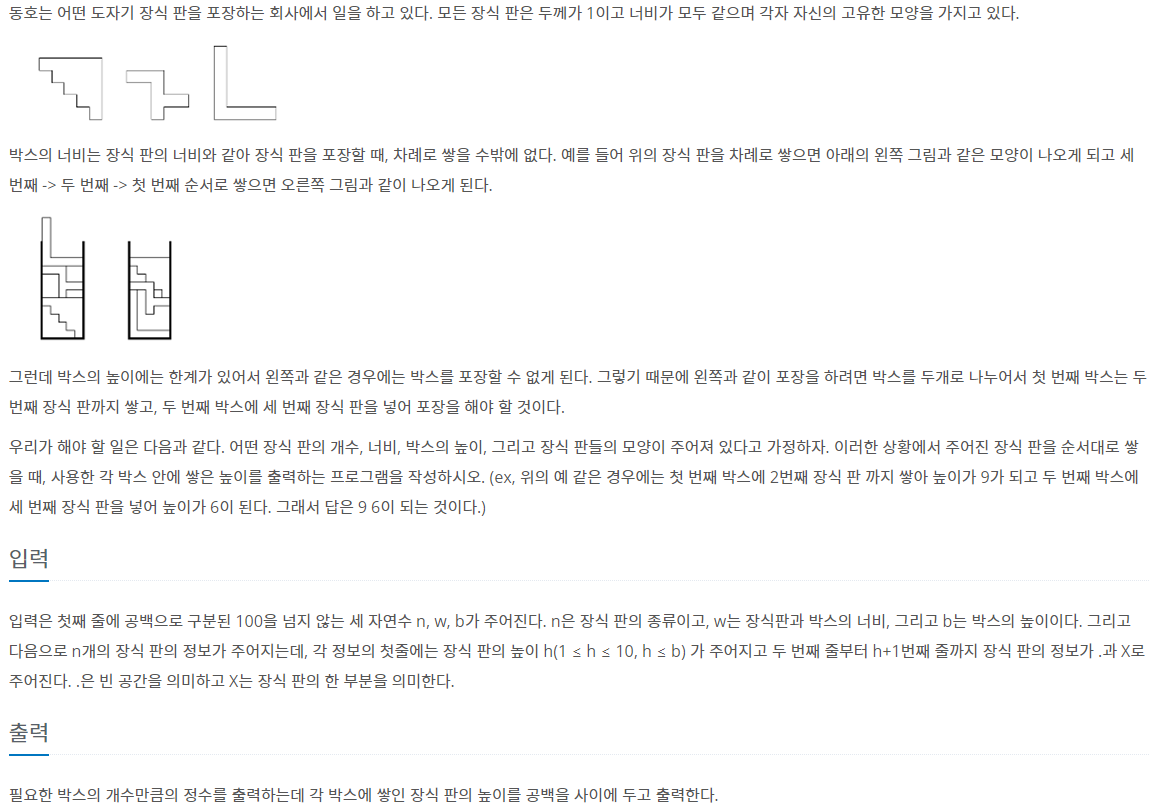 동호는 어떤 도자기 장식 판을 포장하는 회사에서 일을 하고 있다. 모든 장식 판은 두께가 1이고 너비가 모두 같으며 각자 자신의 고유한 모양을 가지고 있다.
박스의 너비는 장식 판의 너비와 같아 장식 판을 포장할 때, 차례로 쌓을 수밖에 없다. 예를 들어 위의 장식 판을 차례로 쌓으면 아래의 왼쪽 그림과 같은 모양이 나오게 되고 세
번째 -> 두 번째 -> 첫 번째 순서로 쌓으면 오른쪽 그림과 같이 나오게 된다.
그런데 박스의 높이에는 한계가 있어서 왼쪽과 같은 경우에는 박스를 포장할 수 없게 된다. 그렇기 때문에 왼쪽과 같이 포장을 하려면 박스를 두개로 나누어서 첫 번째 박스는 두
번째 장식 판까지 쌓고, 두 번째 박스에 세 번째 장식 판을 넣어 포장을 해야 할 것이다.
우리가 해야 할 일은 다음과 같다. 어떤 장식 판의 개수, 너비, 박스의 높이, 그리고 장식 판들의 모양이 주어져 있다고 가정하자. 이러한 상황에서 주어진 장식 판을 순서대로 쌓
을 때, 사용한 각 박스 안에 쌓은 높이를 출력하는 프로그램을 작성하시오. (ex, 위의 예 같은 경우에는 첫 번째 박스에 2번째 장식 판 까지 쌓아 높이가 9가 되고 두 번째 박스에
세 번째 장식 판을 넣어 높이가 6이 된다. 그래서 답은 9 6이 되는 것이다.)
입력
입력은 첫째 줄에 공백으로 구분된 100을 넘지 않는 세 자연수 n, w, b가 주어진다. n은 장식 판의 종류이고, w는 장식판과 박스의 너비, 그리고 b는 박스의 높이이다. 그리고
다음으로 n개의 장식 판의 정보가 주어지는데, 각 정보의 첫줄에는 장식 판의 높이 h(1 ≤ h ≤ 10, h ≤ b) 가 주어지고 두 번째 줄부터 h+1번째 줄까지 장식 판의 정보가 .과 X로
주어진다. .은 빈 공간을 의미하고 X는 장식 판의 한 부분을 의미한다.
출력
필요한 박스의 개수만큼의 정수를 출력하는데 각 박스에 쌓인 장식 판의 높이를 공백을 사이에 두고 출력한다.